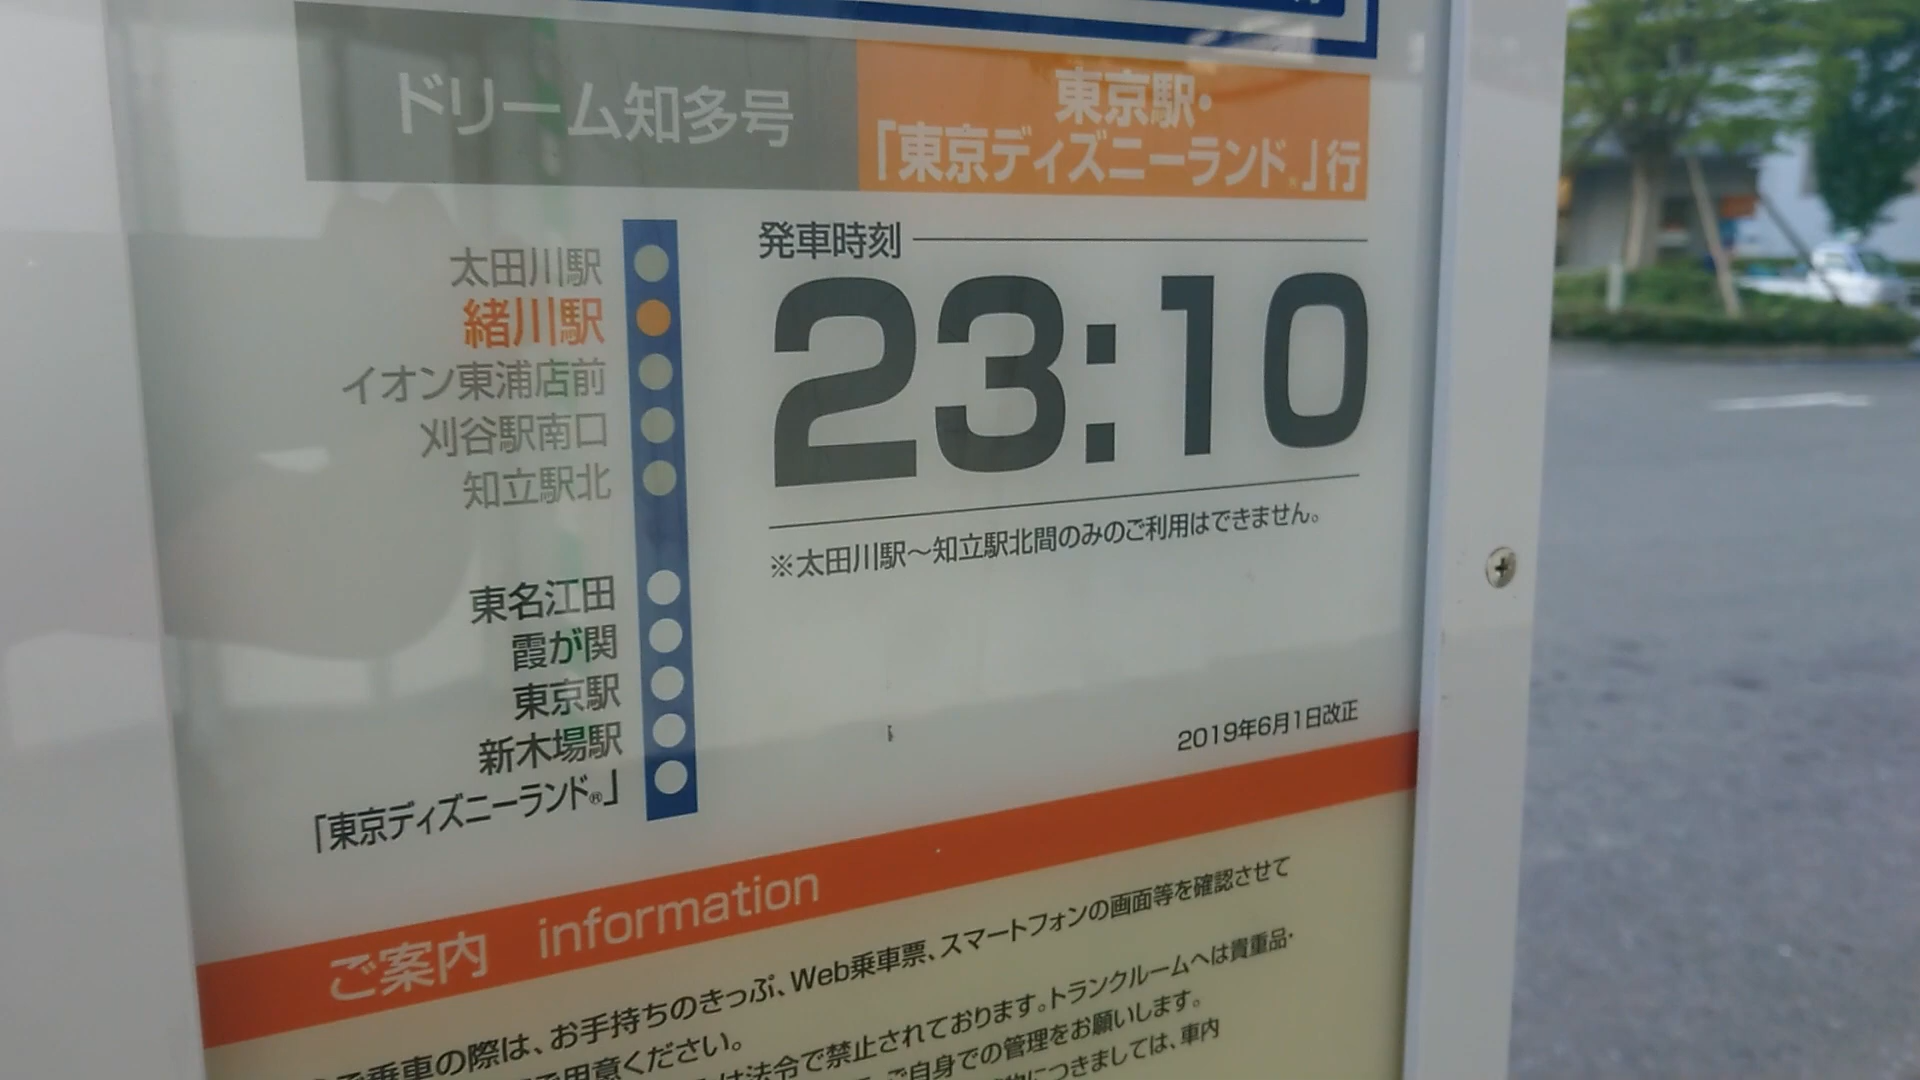 ドリーム知多号
東京駅・
「東京ディズニーランド®」行
太田川駅
緒川駅
イオン東浦店前
刈谷駅南口
知立駅北
東名江田
霞が関
東京駅
新木場駅
「東京ディズニーランド®」
発車時刻
23:10
※太田川駅〜知立駅北間のみのご利用はできません。
2019年6月1日改正
ご案内 information
ご乗車の際は、お手持ちのきっぷ、Web乗車票、スマートフォンの画面等を確認させて
用意ください。
は法令で禁止されております。トランクルームへは貴重品・
ご自身での管理をお願いします。
につきましては、車内